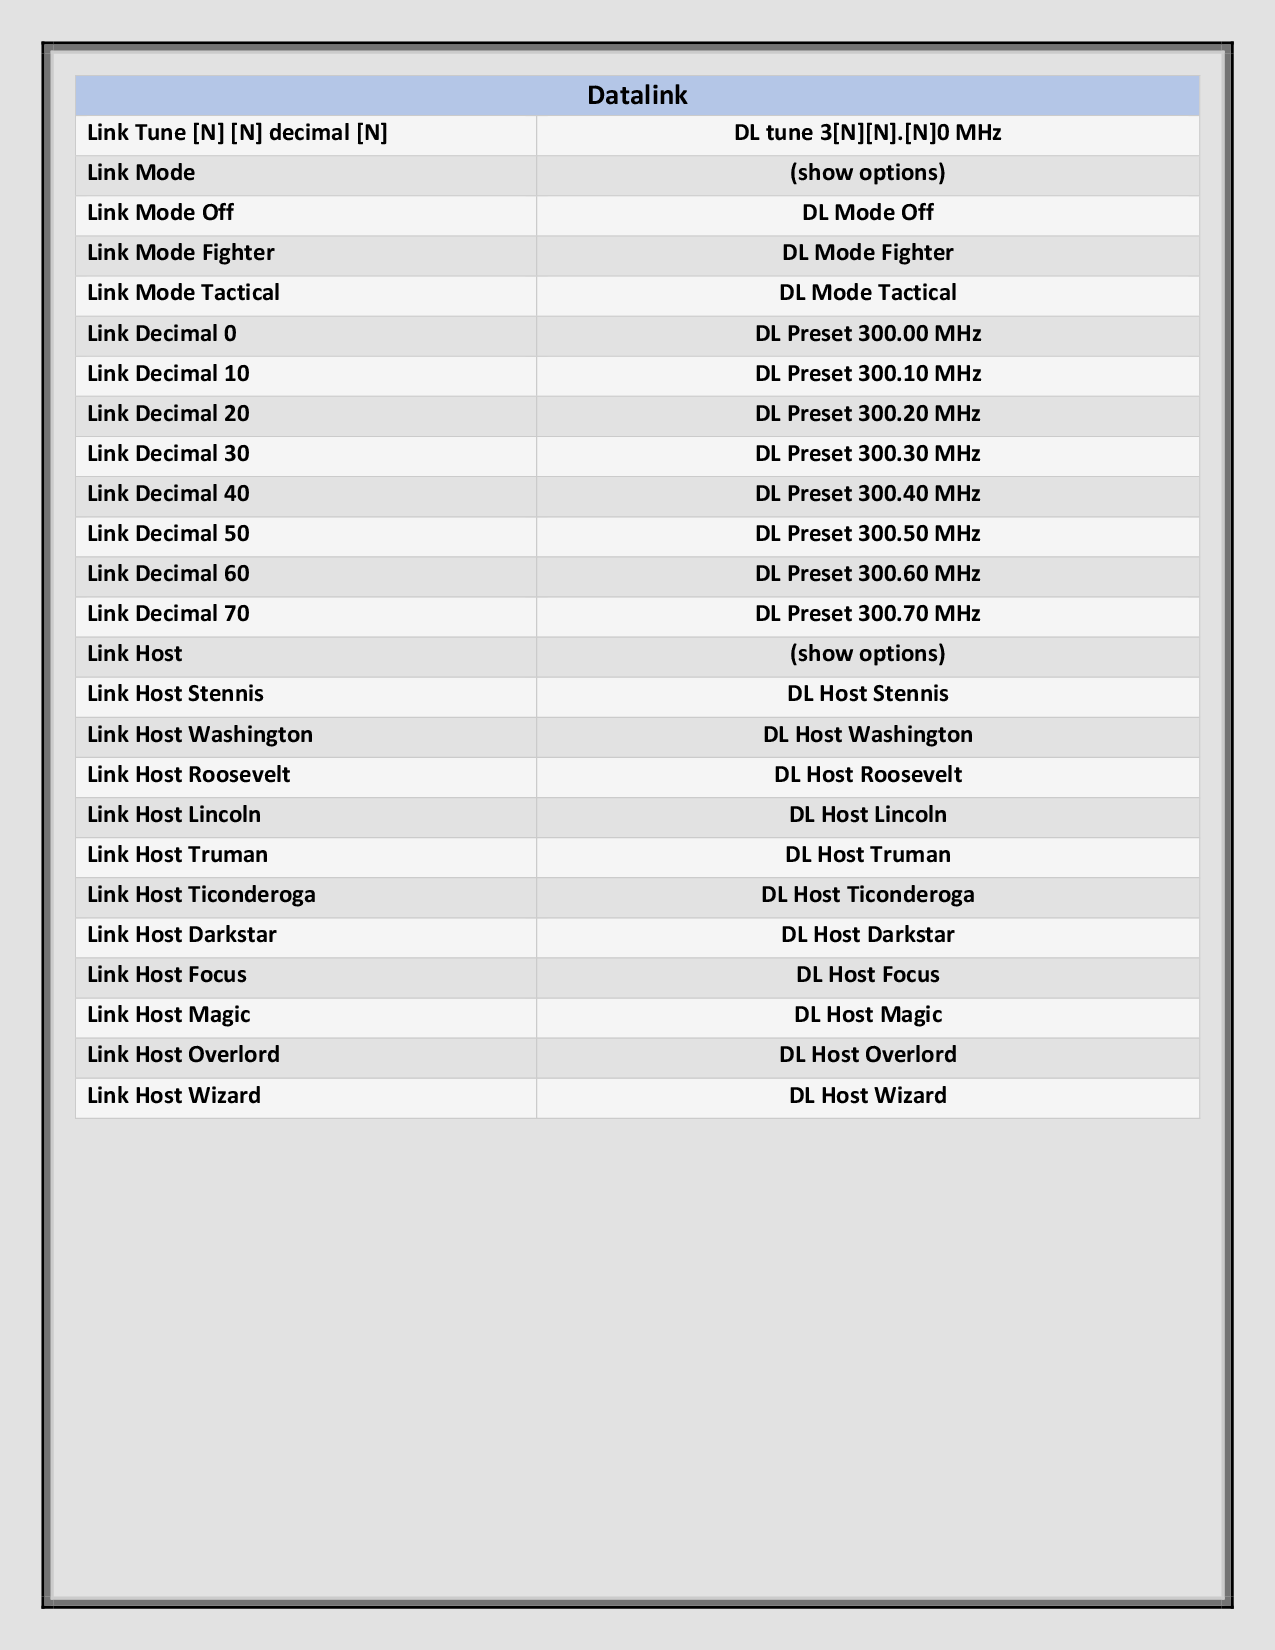 Datalink
Link Tune [N] [N] decimal [N] DL tune 3[N][N].[N]0 MHz
Link Mode (show options)
Link Mode Off DL Mode Off
Link Mode Fighter DL Mode Fighter
Link Mode Tactical DL Mode Tactical
Link Decimal 0 DL Preset 300.00 MHz
Link Decimal 10 DL Preset 300.10 MHz
Link Decimal 20 DL Preset 300.20 MHz
Link Decimal 30 DL Preset 300.30 MHz
Link Decimal 40 DL Preset 300.40 MHz
Link Decimal 50 DL Preset 300.50 MHz
Link Decimal 60 DL Preset 300.60 MHz
Link Decimal 70 DL Preset 300.70 MHz
Link Host (show options)
Link Host Stennis DL Host Stennis
Link Host Washington DL Host Washington
Link Host Roosevelt DL Host Roosevelt
Link Host Lincoln DL Host Lincoln
Link Host Truman DL Host Truman
Link Host Ticonderoga DL Host Ticonderoga
Link Host Darkstar DL Host Darkstar
Link Host Focus DL Host Focus
Link Host Magic DL Host Magic
Link Host Overlord DL Host Overlord
Link Host Wizard DL Host Wizard